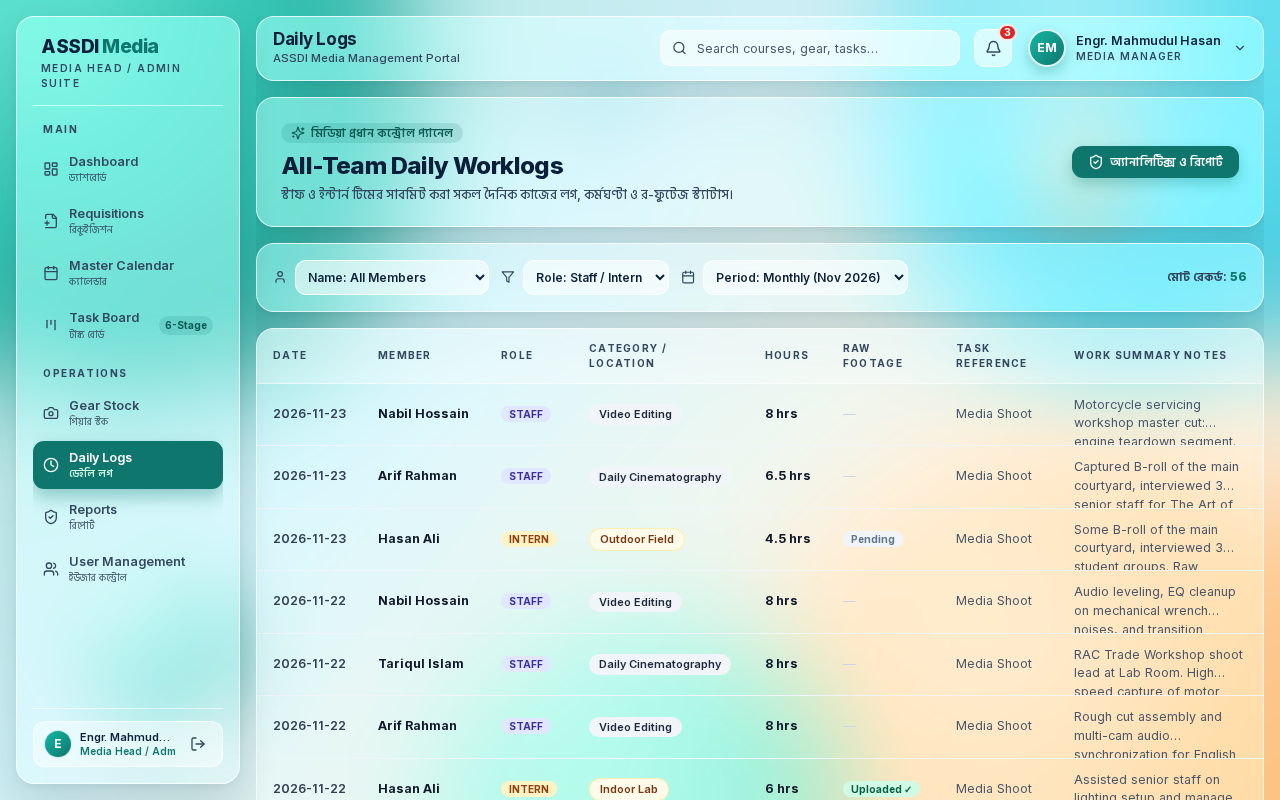 ASSDI Media
MEDIA HEAD / ADMIN
SUITE
MAIN
Dashboard
ড্যাশবোর্ড
Requisitions
রিকুইজিশন
Master Calendar
ক্যালেন্ডার
Task Board
টাস্ক বোর্ড
6-Stage
OPERATIONS
Gear Stock
গিয়ার স্টক
Daily Logs
ডেইলি লগ
Reports
রিপোর্ট
User Management
ইউজার কন্ট্রোল
E
Engr. Mahmud…
Media Head / Adm
Daily Logs
ASSDI Media Management Portal
Search courses, gear, tasks…
3
EM
Engr. Mahmudul Hasan
MEDIA MANAGER
মিডিয়া প্রধান কন্ট্রোল প্যানেল
All-Team Daily Worklogs
স্টাফ ও ইন্টার্ন টিমের সাবমিট করা সকল দৈনিক কাজের লগ, কর্মঘণ্টা ও র-ফুটেজ স্ট্যাটাস।
অ্যানালিটিক্স ও রিপোর্ট
Name: All Members
Role: Staff / Intern
Period: Monthly (Nov 2026)
মোট রেকর্ড: 56
DATE MEMBER ROLE CATEGORY / LOCATION HOURS RAW FOOTAGE TASK REFERENCE WORK SUMMARY NOTES
2026-11-23 Nabil Hossain STAFF Video Editing 8 hrs — Media Shoot
Motorcycle servicing
workshop master cut:…
engine teardown segment.
2026-11-23 Arif Rahman STAFF Daily Cinematography 6.5 hrs — Media Shoot
Captured B-roll of the main
courtyard, interviewed 3…
senior staff for The Art of
2026-11-23 Hasan Ali INTERN Outdoor Field 4.5 hrs Pending Media Shoot
Some B-roll of the main
courtyard, interviewed 3…
student groups. Raw
2026-11-22 Nabil Hossain STAFF Video Editing 8 hrs — Media Shoot
Audio leveling, EQ cleanup
on mechanical wrench…
noises, and transition
2026-11-22 Tariqul Islam STAFF Daily Cinematography 8 hrs — Media Shoot
RAC Trade Workshop shoot
lead at Lab Room. High…
speed capture of motor
2026-11-22 Arif Rahman STAFF Video Editing 8 hrs — Media Shoot
Rough cut assembly and
multi-cam audio…
synchronization for English
2026-11-22 Hasan Ali INTERN Indoor Lab 6 hrs Uploaded ✓ Media Shoot
Assisted senior staff on
lighting setup and manage